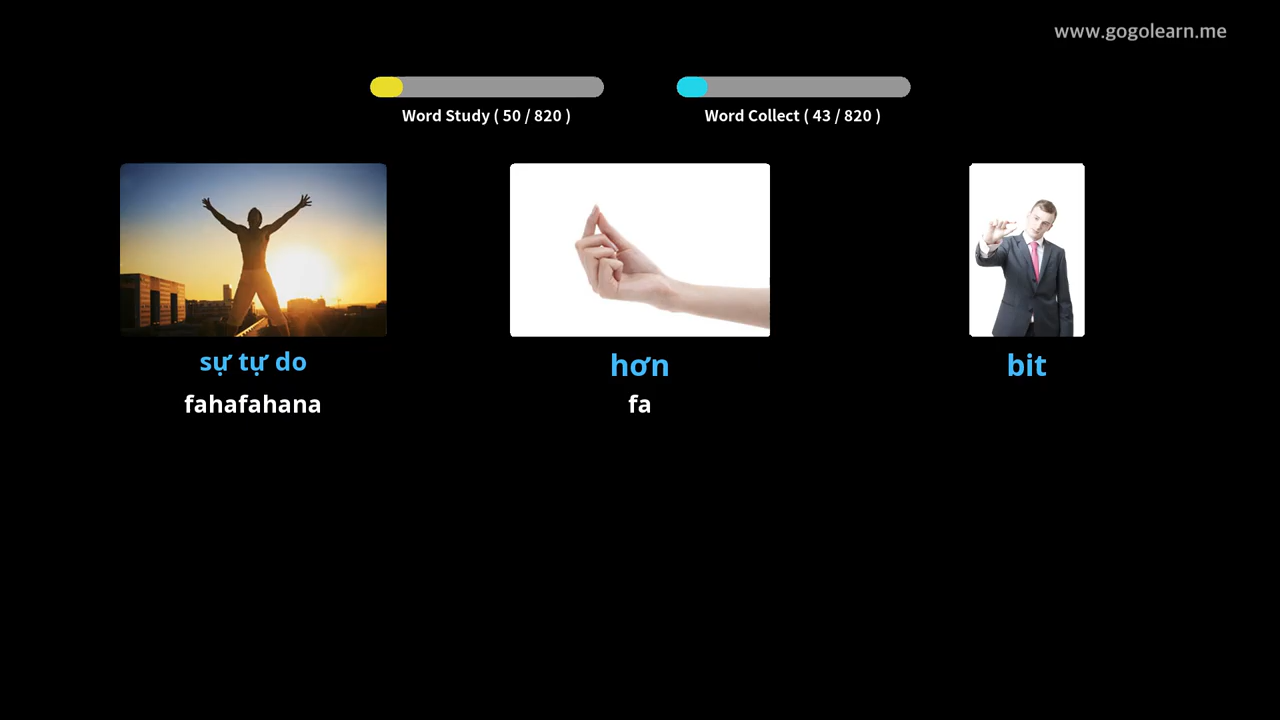 www.gogolearn.me
Word Study ( 50 / 820 )
Word Collect ( 43 / 820 )
sự tự do
hơn
bit
fahafahana
fa